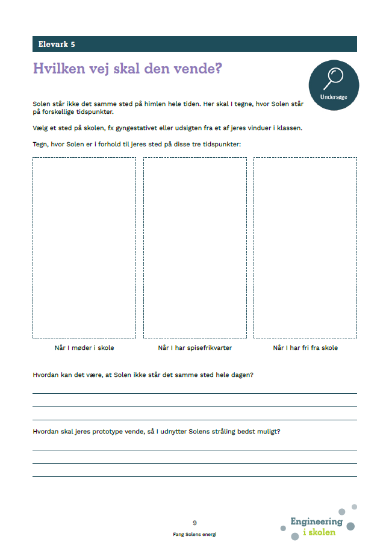 Elevark 5
Hvilken vej skal den vende?
Undersøge
Solen står ikke det samme sted på himlen hele tiden. Her skal I tegne, hvor Solen står
på forskellige tidspunkter.
Vælg et sted på skolen, fx gyngestativet eller udsigten fra et af jeres vinduer i klassen.
Tegn, hvor Solen er i forhold til jeres sted på disse tre tidspunkter:
Når I møder i skole
Når I har spisefrikvarter
Når I har fri fra skole
Hvordan kan det være, at Solen ikke står det samme sted hele dagen?
Hvordan skal jeres prototype vende, så I udnytter Solens stråling bedst muligt?
9
Fang Solens energi
Engineering
i skolen